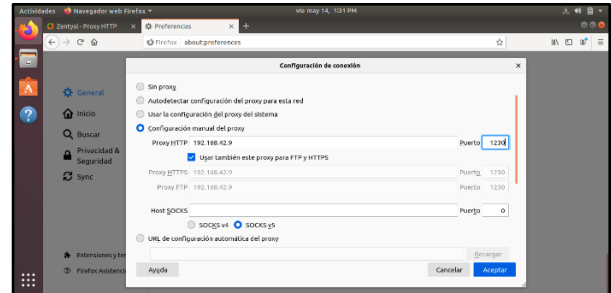 Actividades Navegador web Firefox vie may 14, 1:31 PM
Zentyal - Proxy HTTP × Preferencias × +
Firefox about:preferences
Configuración de conexión ×
General
Inicio
Buscar
Privacidad & Seguridad
Sync
Extensiones y te
Firefox Asistenci
Sin proxy
Autodetectar configuración del proxy para esta red
Usar la configuración del proxy del sistema
Configuración manual del proxy
Proxy HTTP 192.168.42.9 Puerto 1230
Usar también este proxy para FTP y HTTPS
Proxy HTTPS 192.168.42.9 Puerto 1230
Proxy FTP 192.168.42.9 Puerto 1230
Host SOCKS Puerto 0
SOCKS v4 SOCKS v5
URL de configuración automática del proxy
Recargar
Ayuda Cancelar Aceptar